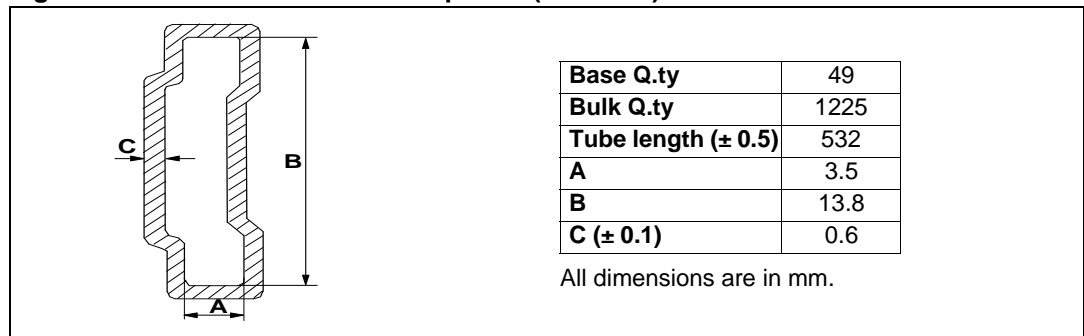 C
B
A
Base Q.ty 49
Bulk Q.ty 1225
Tube length (± 0.5) 532
A 3.5
B 13.8
C (± 0.1) 0.6
All dimensions are in mm.